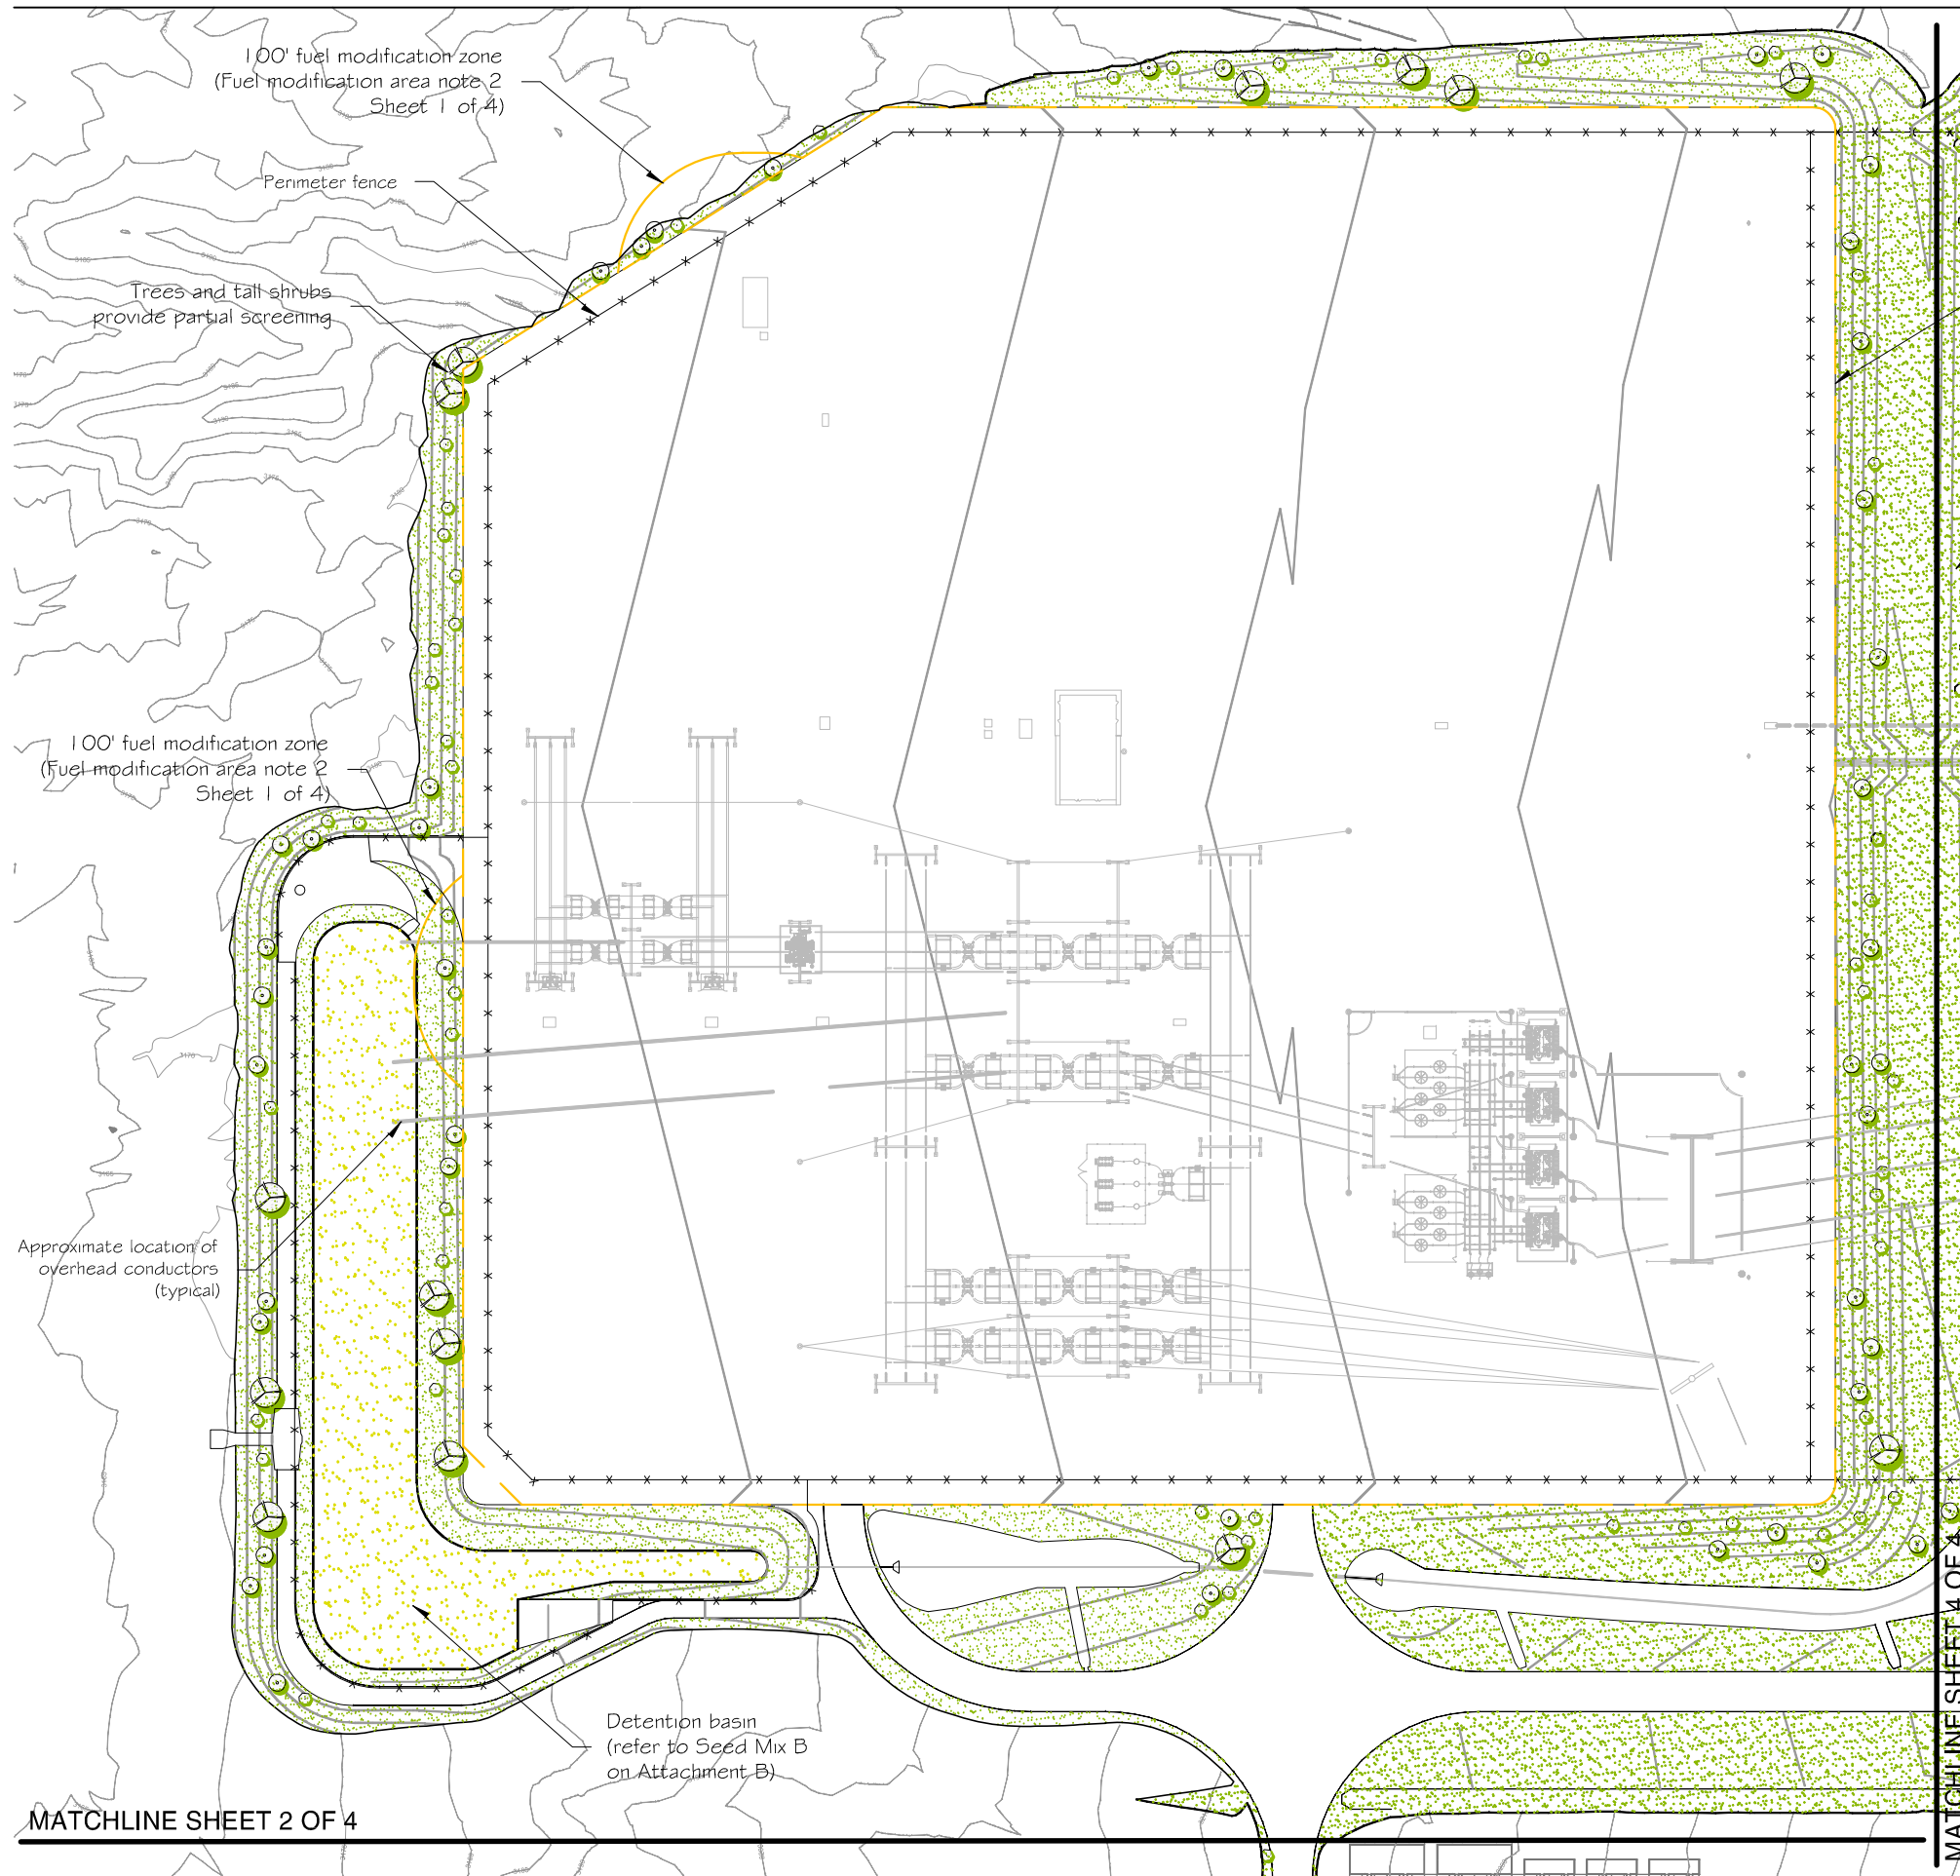 100' fuel modification zone
(Fuel modification area note 2
Sheet 1 of 4)
Perimeter fence
Trees and tall shrubs
provide partial screening
100' fuel modification zone
(Fuel modification area note 2
Sheet 1 of 4)
Approximate location of
overhead conductors
(typical)
Detention basin
(refer to Seed Mix B
on Attachment B)
MATCHLINE SHEET 2 OF 4
MATCHLINE SHEET 4 OF 4